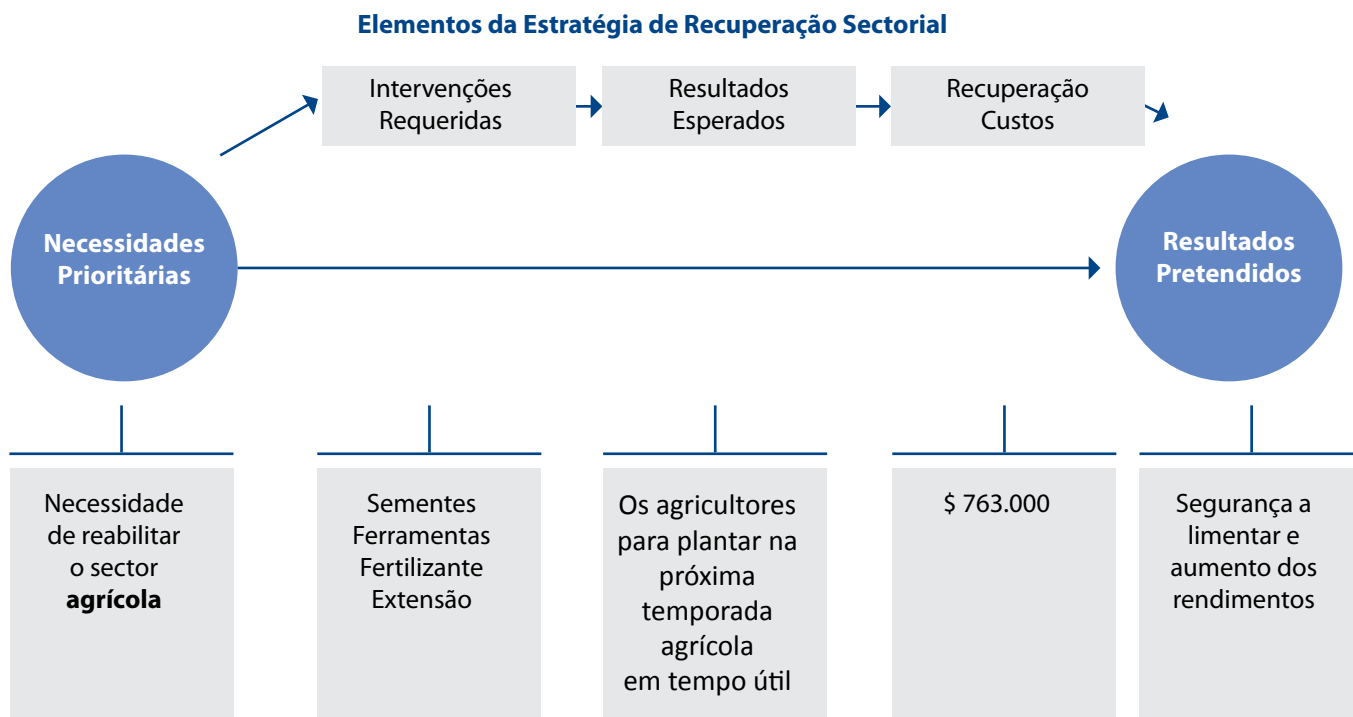 Elementos da Estratégia de Recuperação Sectorial
Intervenções
Requeridas
Resultados
Esperados
Recuperação
Custos
Necessidades
Prioritárias
Resultados
Pretendidos
Necessidade
de reabilitar
o sector
agrícola
Sementes
Ferramentas
Fertilizante
Extensão
Os agricultores
para plantar na
próxima
temporada
agrícola
em tempo útil
$ 763.000
Segurança a
limentar e
aumento dos
rendimentos